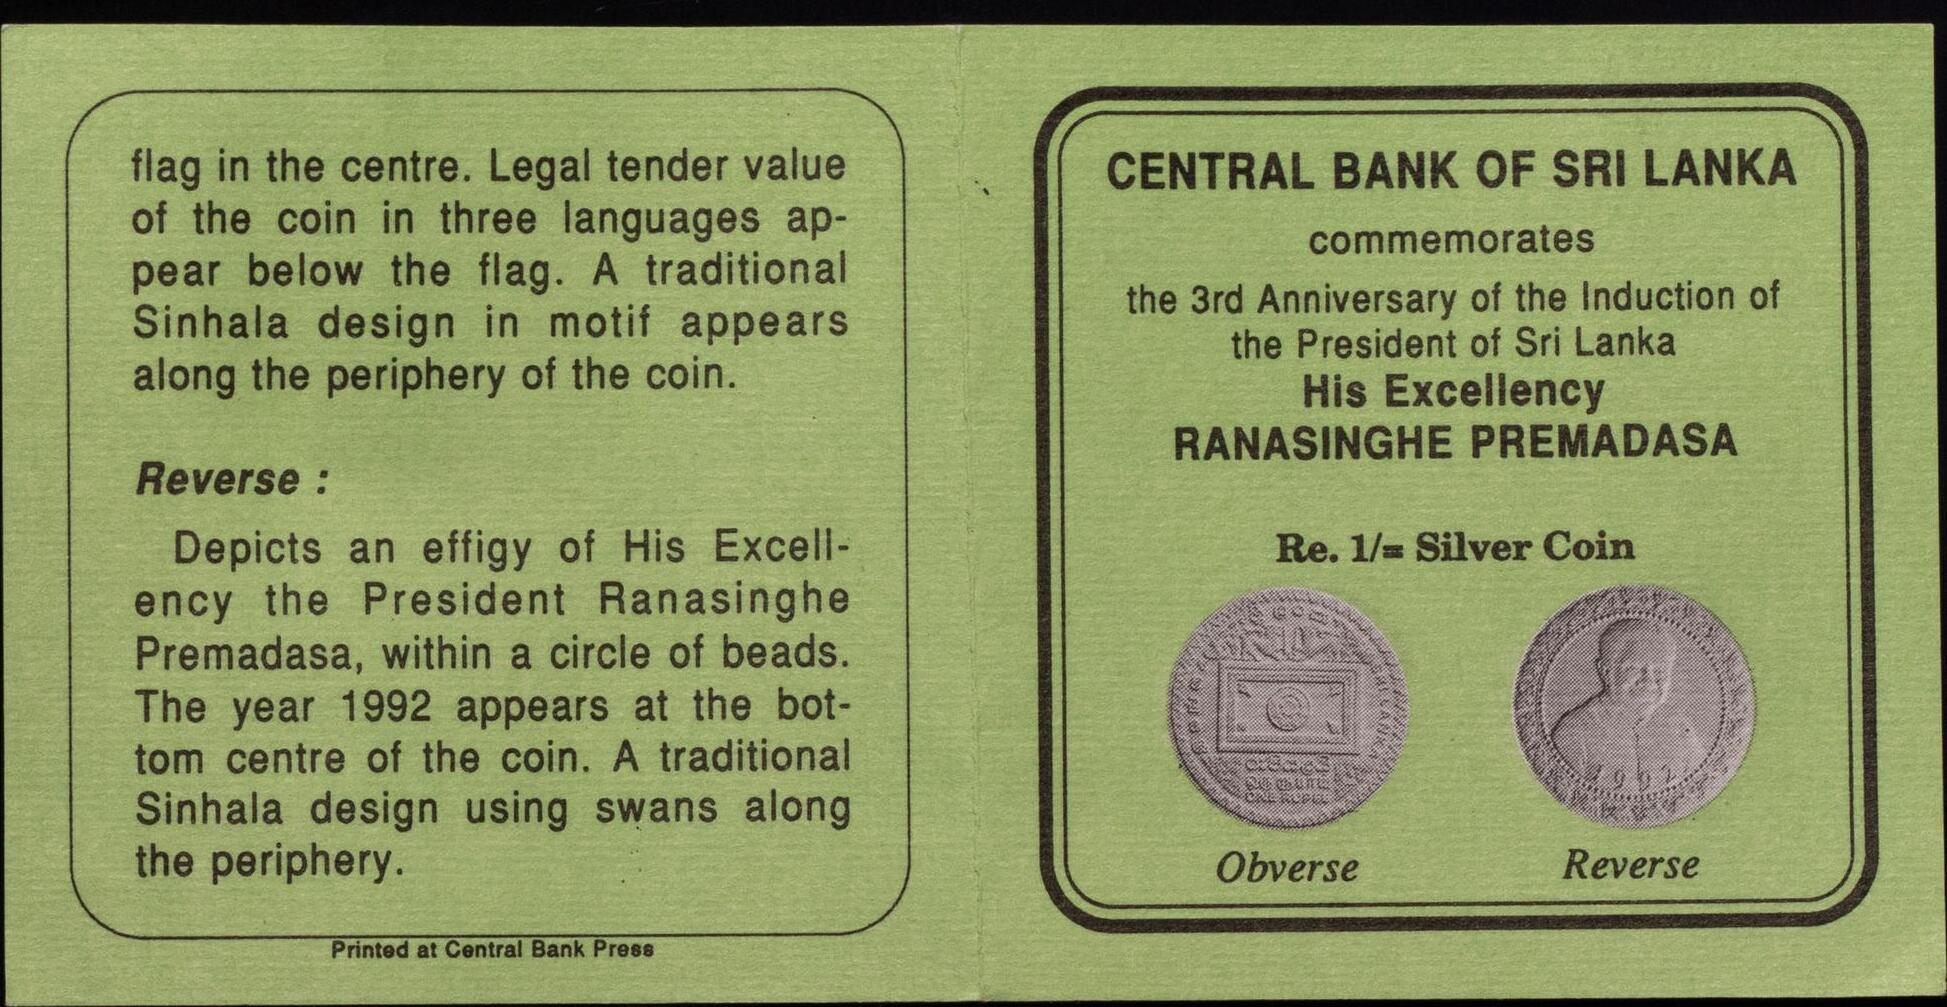 flag in the centre. Legal tender value
of the coin in three languages ap-
pear below the flag. A traditional
Sinhala design in motif appears
along the periphery of the coin.
Reverse :
Depicts an effigy of His Excell-
ency the President Ranasinghe
Premadasa, within a circle of beads.
The year 1992 appears at the bot-
tom centre of the coin. A traditional
Sinhala design using swans along
the periphery.
Printed at Central Bank Press
CENTRAL BANK OF SRI LANKA
commemorates
the 3rd Anniversary of the Induction of
the President of Sri Lanka
His Excellency
RANASINGHE PREMADASA
Re. 1/= Silver Coin
1992
Obverse
Reverse